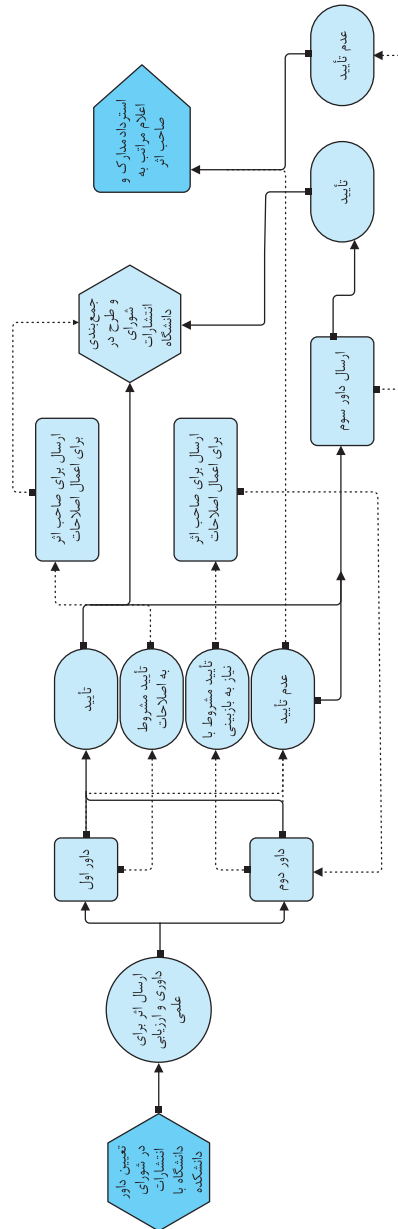 تعیین داور
در شورای
انتشارات
دانشگاه یا
دانشکده
ارسال اثر برای
داوری و ارزیابی
علمی
داور اول
داور دوم
تأیید
تأیید مشروط
به اصلاحات
تأیید مشروط با
نیاز به بازبینی
عدم تأیید
ارسال برای صاحب اثر
برای اعمال اصلاحات
ارسال برای صاحب اثر
برای اعمال اصلاحات
جمع‌بندی
و طرح در
شورای
انتشارات
دانشگاه
ارسال داور سوم
تأیید
عدم تأیید
استرداد مدارک و
اعلام مراتب به
صاحب اثر